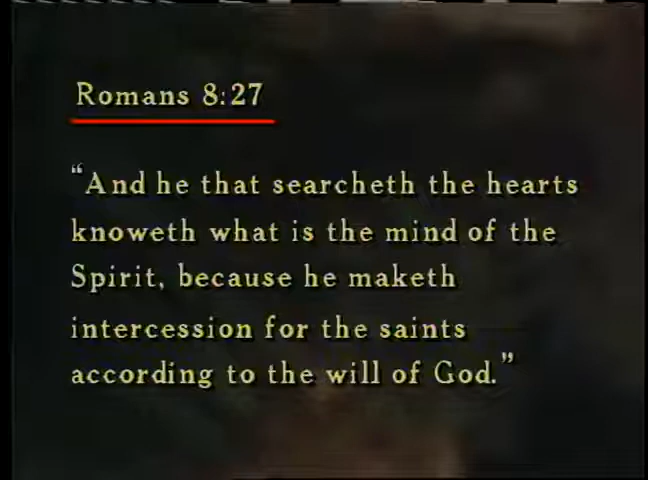 Romans 8:27
“And he that searcheth the hearts
knoweth what is the mind of the
Spirit, because he maketh
intercession for the saints
according to the will of God.”